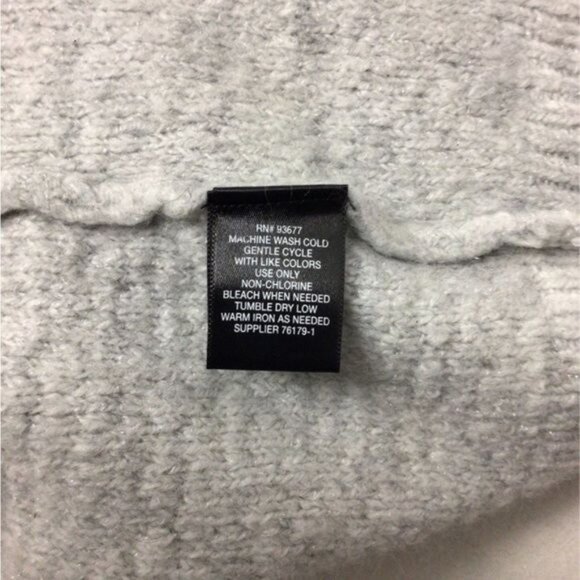 RN# 93677
MACHINE WASH COLD
GENTLE CYCLE
WITH LIKE COLORS
USE ONLY
NON-CHLORINE
BLEACH WHEN NEEDED
TUMBLE DRY LOW
WARM IRON AS NEEDED
SUPPLIER 76179-1